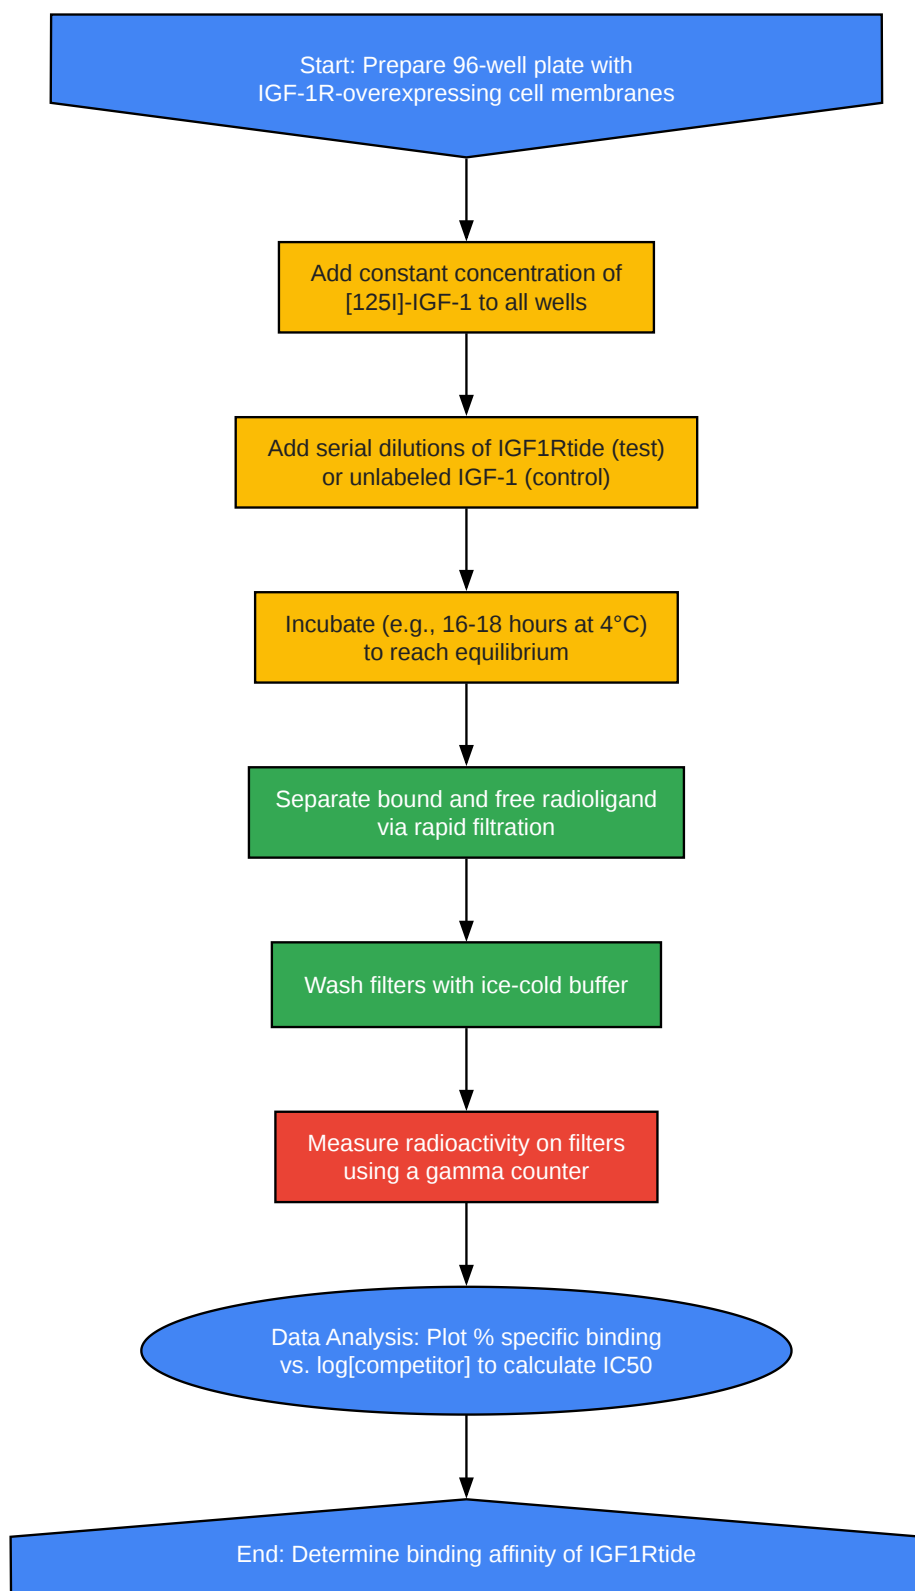 Start: Prepare 96-well plate with
IGF-1R-overexpressing cell membranes
Add constant concentration of
[125I]-IGF-1 to all wells
Add serial dilutions of IGF1Rtide (test)
or unlabeled IGF-1 (control)
Incubate (e.g., 16-18 hours at 4°C)
to reach equilibrium
Separate bound and free radioligand
via rapid filtration
Wash filters with ice-cold buffer
Measure radioactivity on filters
using a gamma counter
Data Analysis: Plot % specific binding
vs. log[competitor] to calculate IC50
End: Determine binding affinity of IGF1Rtide